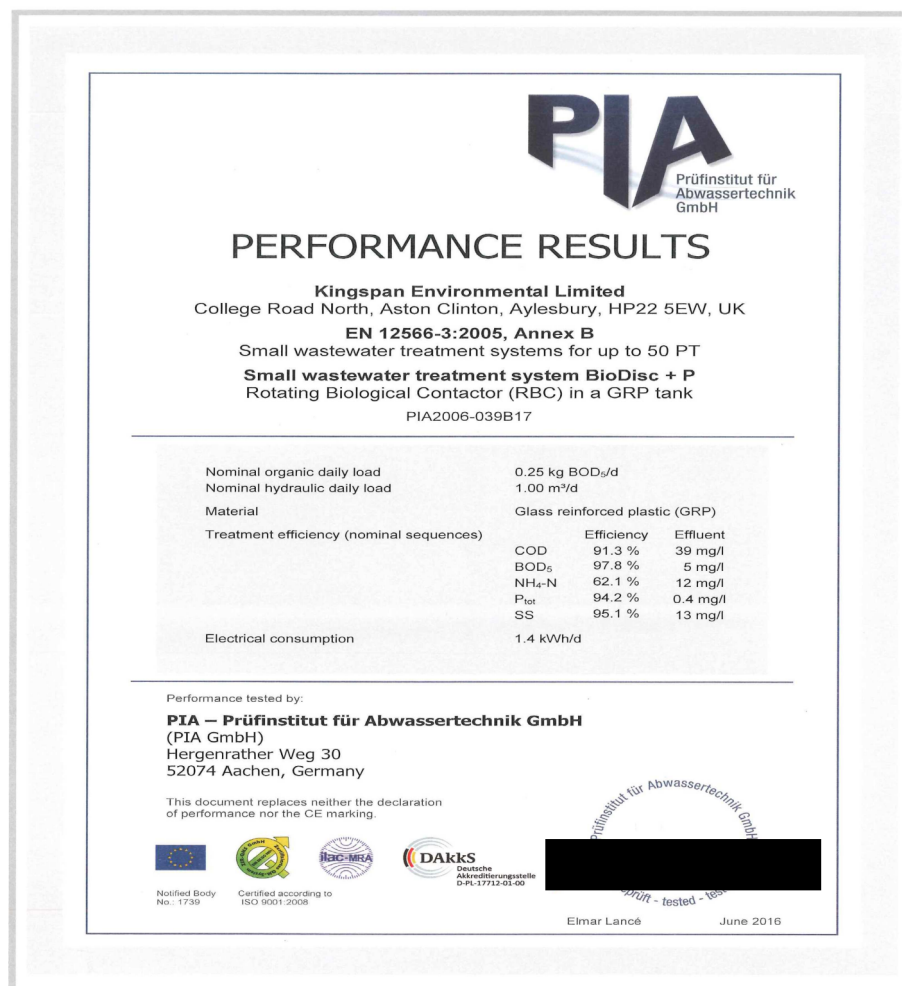 PIA
Prüfinstitut für
Abwassertechnik
GmbH
PERFORMANCE RESULTS
Kingspan Environmental Limited
College Road North, Aston Clinton, Aylesbury, HP22 5EW, UK
EN 12566-3:2005, Annex B
Small wastewater treatment systems for up to 50 PT
Small wastewater treatment system BioDisc + P
Rotating Biological Contactor (RBC) in a GRP tank
PIA2006-039B17
Nominal organic daily load 0.25 kg BOD₅/d
Nominal hydraulic daily load 1.00 m³/d
Material Glass reinforced plastic (GRP)
Treatment efficiency (nominal sequences) Efficiency Effluent
COD 91.3 % 39 mg/l
BOD₅ 97.8 % 5 mg/l
NH₄-N 62.1 % 12 mg/l
Ptot 94.2 % 0.4 mg/l
SS 95.1 % 13 mg/l
Electrical consumption 1.4 kWh/d
Performance tested by:
PIA – Prüfinstitut für Abwassertechnik GmbH
(PIA GmbH)
Hergenrather Weg 30
52074 Aachen, Germany
This document replaces neither the declaration
of performance nor the CE marking.
Prüfinstitut für Abwassertechnik GmbH
ilac-MRA
DAkkS
Deutsche
Akkreditierungsstelle
D-PL-17712-01-00
Notified Body
No.: 1739
Certified according to
ISO 9001:2008
geprüft - tested -
Elmar Lancé June 2016